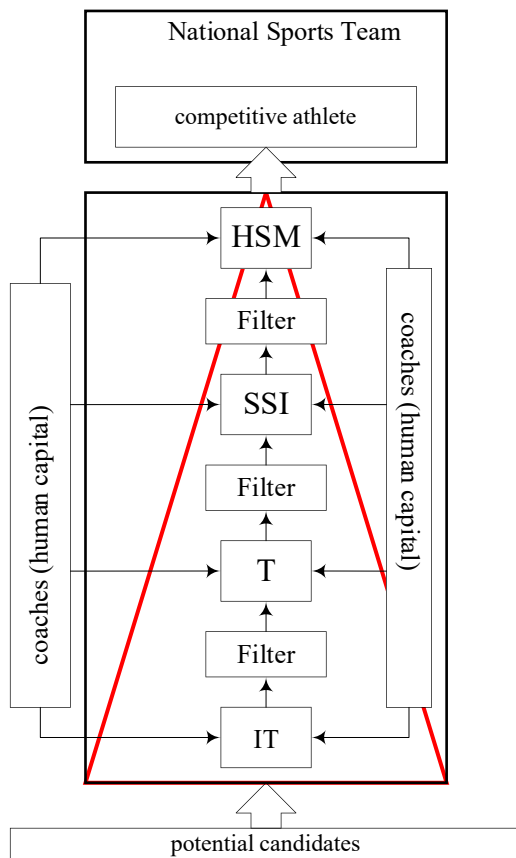 National Sports Team
competitive athlete
HSM
Filter
SSI
Filter
T
Filter
IT
coaches (human capital)
coaches (human capital)
potential candidates